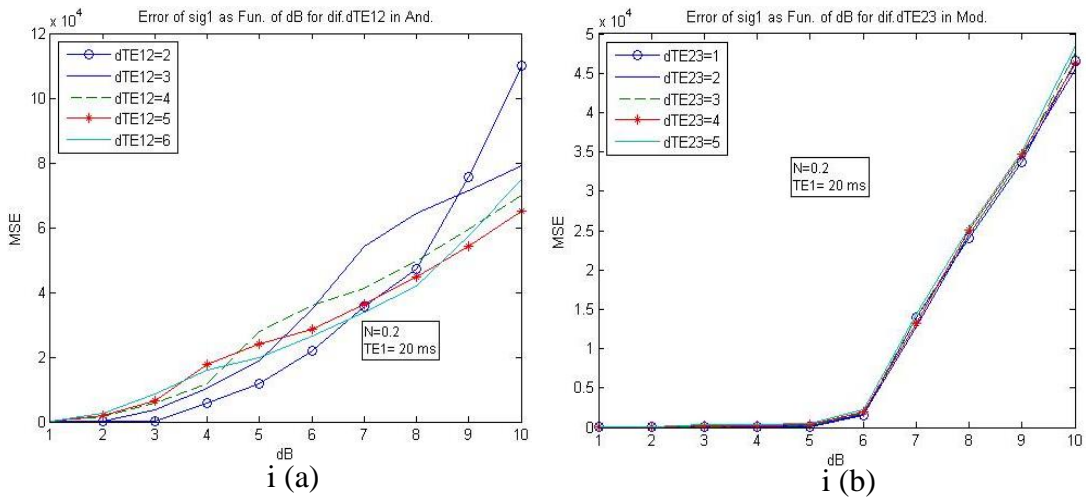 Error of sig1 as Fun. of dB for dif.dTE12 in And.
x 10^4
12
10
8
6
4
2
0
MSE
dTE12=2
dTE12=3
dTE12=4
dTE12=5
dTE12=6
N=0.2
TE1= 20 ms
1 2 3 4 5 6 7 8 9 10
dB
i (a)
Error of sig1 as Fun. of dB for dif.dTE23 in Mod.
x 10^4
5
4.5
4
3.5
3
2.5
2
1.5
1
0.5
0
MSE
dTE23=1
dTE23=2
dTE23=3
dTE23=4
dTE23=5
N=0.2
TE1= 20 ms
1 2 3 4 5 6 7 8 9 10
dB
i (b)